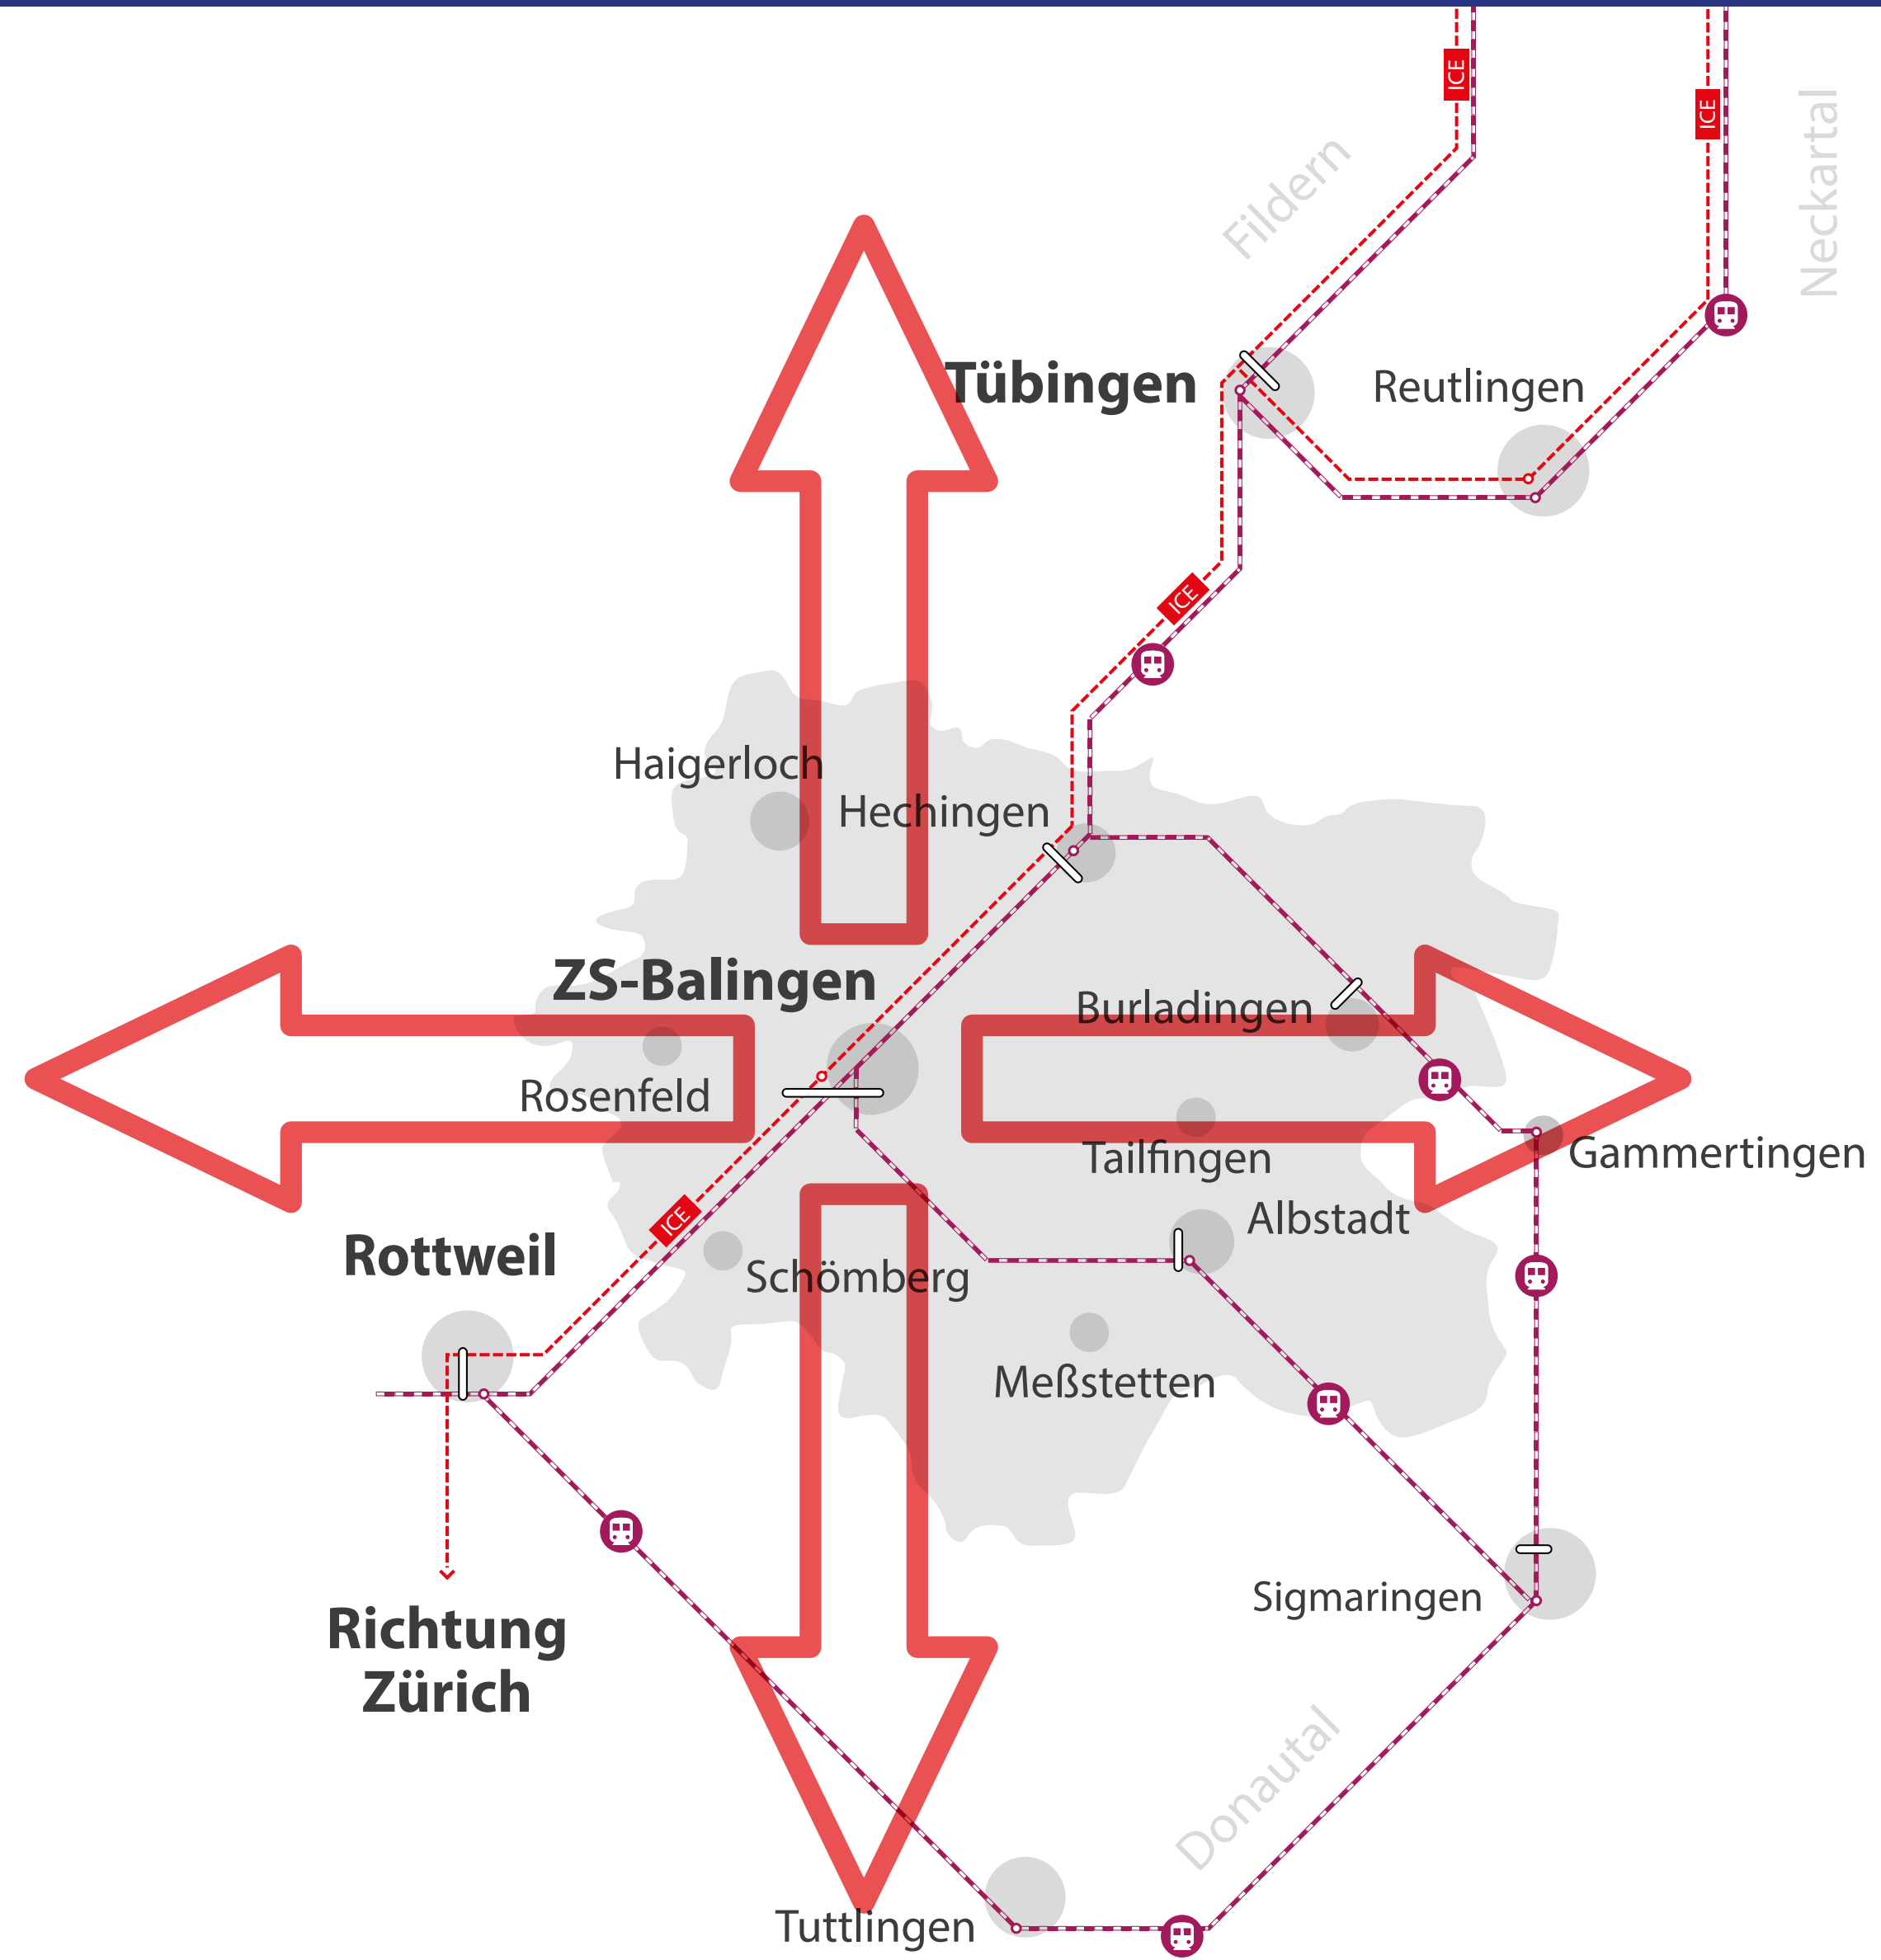 ICE
ICE
Neckartal
Fildern
Tübingen
Reutlingen
ICE
Haigerloch
Hechingen
ZS-Balingen
Burladingen
Rosenfeld
Tailfingen
Gammertingen
Albstadt
ICE
Rottweil
Schömberg
Meßstetten
Sigmaringen
Richtung
Zürich
Donautal
Tuttlingen